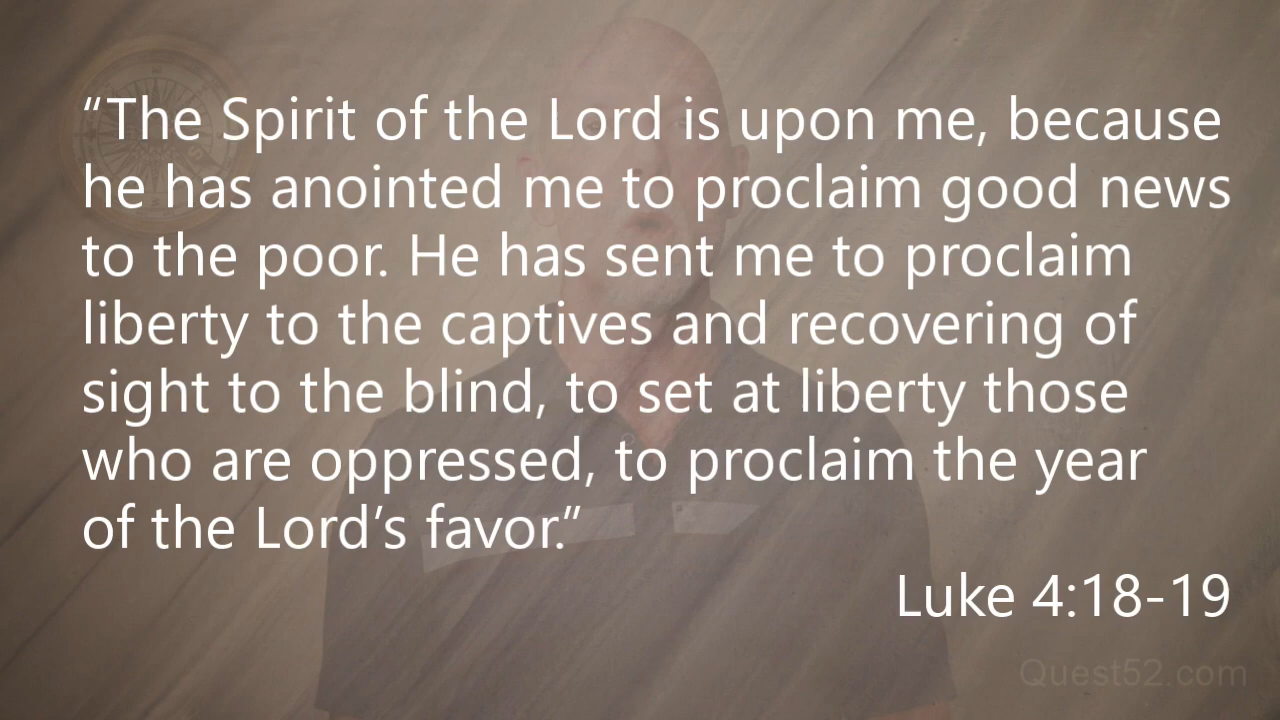 “The Spirit of the Lord is upon me, because
he has anointed me to proclaim good news
to the poor. He has sent me to proclaim
liberty to the captives and recovering of
sight to the blind, to set at liberty those
who are oppressed, to proclaim the year
of the Lord’s favor.”
Luke 4:18-19
Quest52.com